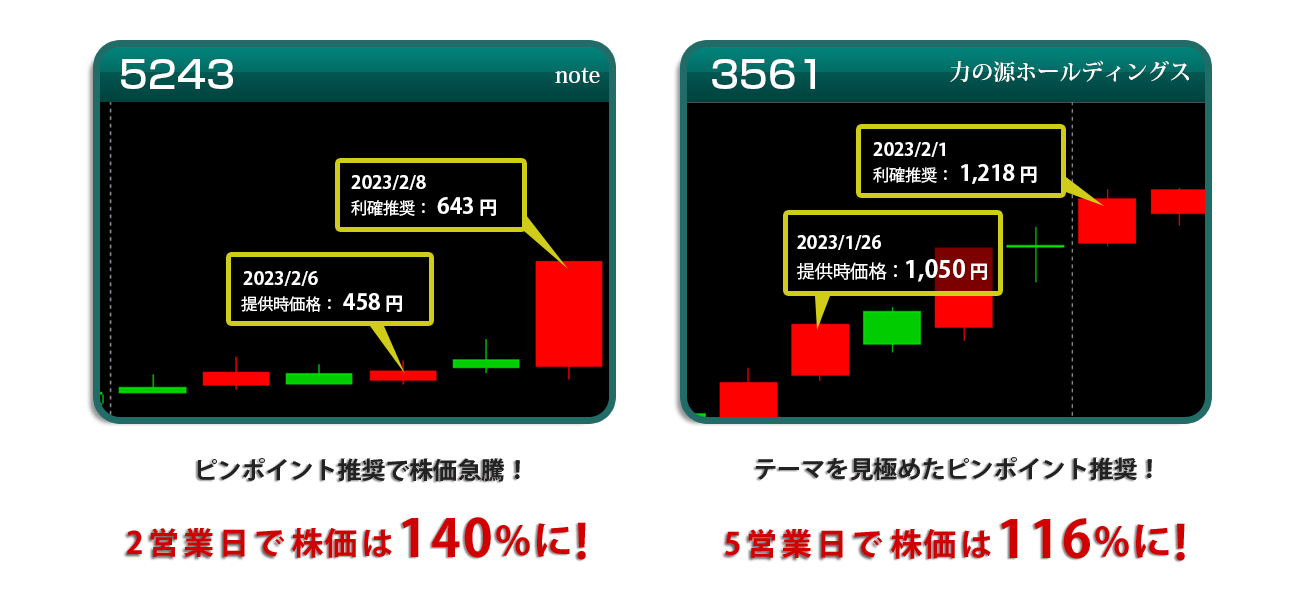 5243
note
2023/2/8
利確推奨： 643 円
2023/2/6
提供時価格： 458 円
ピンポイント推奨で株価急騰！
2営業日で株価は140%に!
3561
力の源ホールディングス
2023/2/1
利確推奨： 1,218 円
2023/1/26
提供時価格：1,050 円
テーマを見極めたピンポイント推奨！
5営業日で株価は116%に!